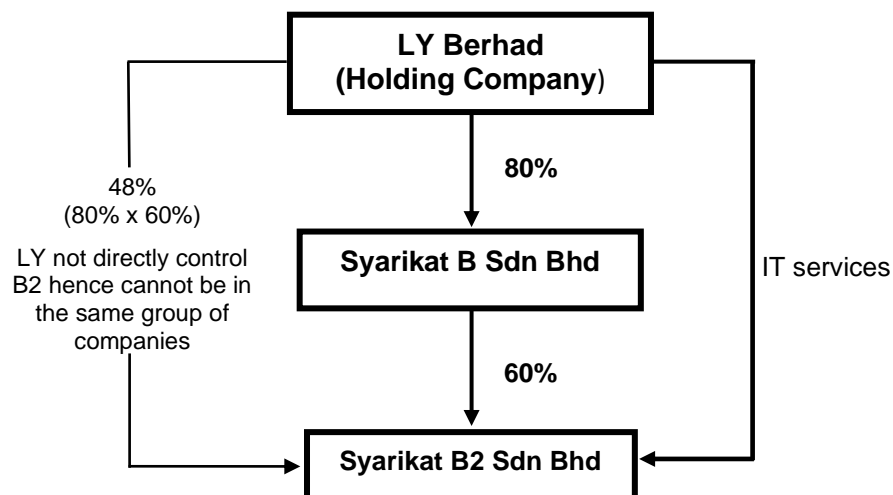 LY Berhad
(Holding Company)
80%
48%
(80% x 60%)
LY not directly control
B2 hence cannot be in
the same group of
companies
Syarikat B Sdn Bhd
IT services
60%
Syarikat B2 Sdn Bhd